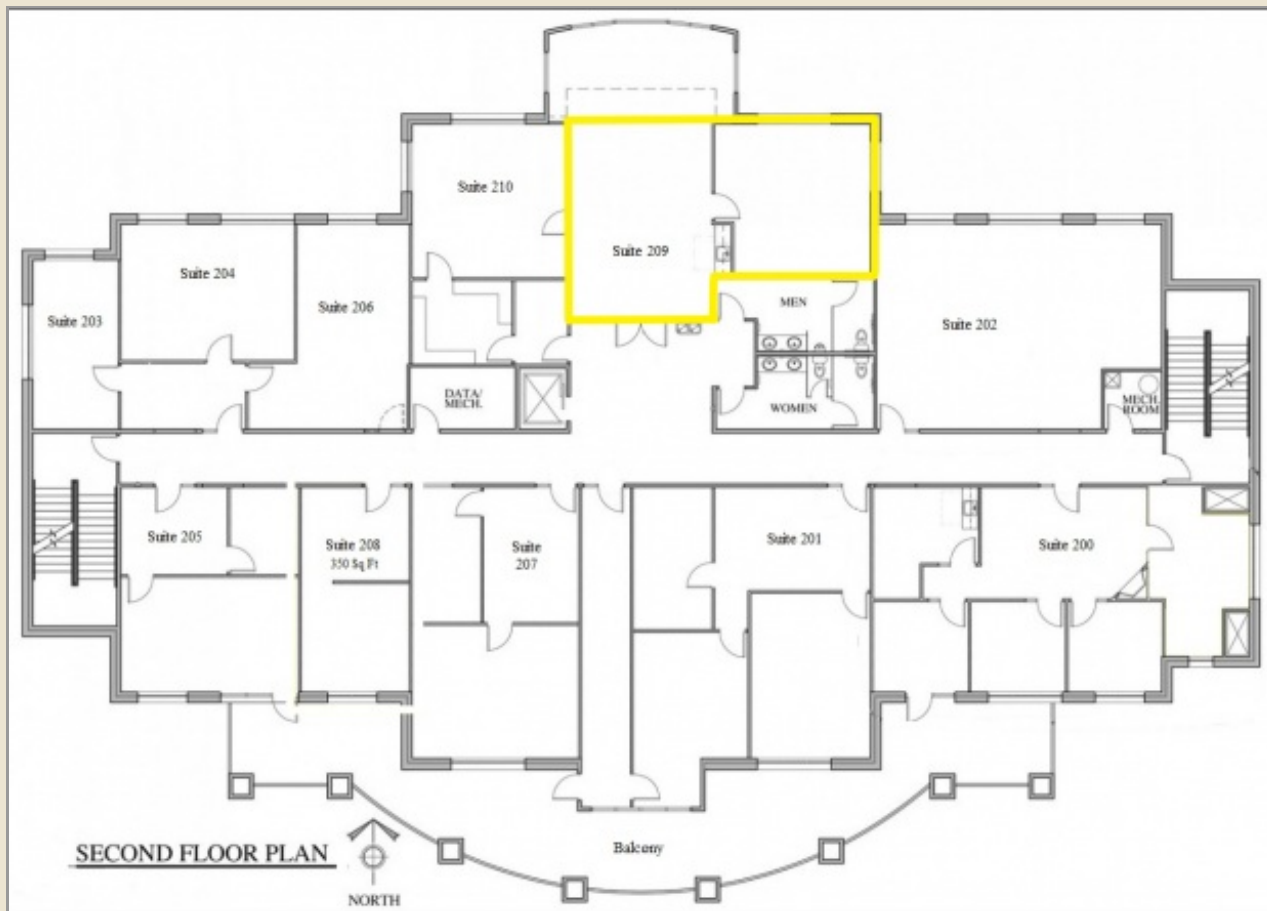 Suite 210
Suite 209
Suite 204
Suite 206
Suite 203
MEN
Suite 202
DATA/
MECH.
WOMEN
MECH.
ROOM
Suite 205
Suite 208
350 Sq Ft
Suite
207
Suite 201
Suite 200
Balcony
SECOND FLOOR PLAN
NORTH